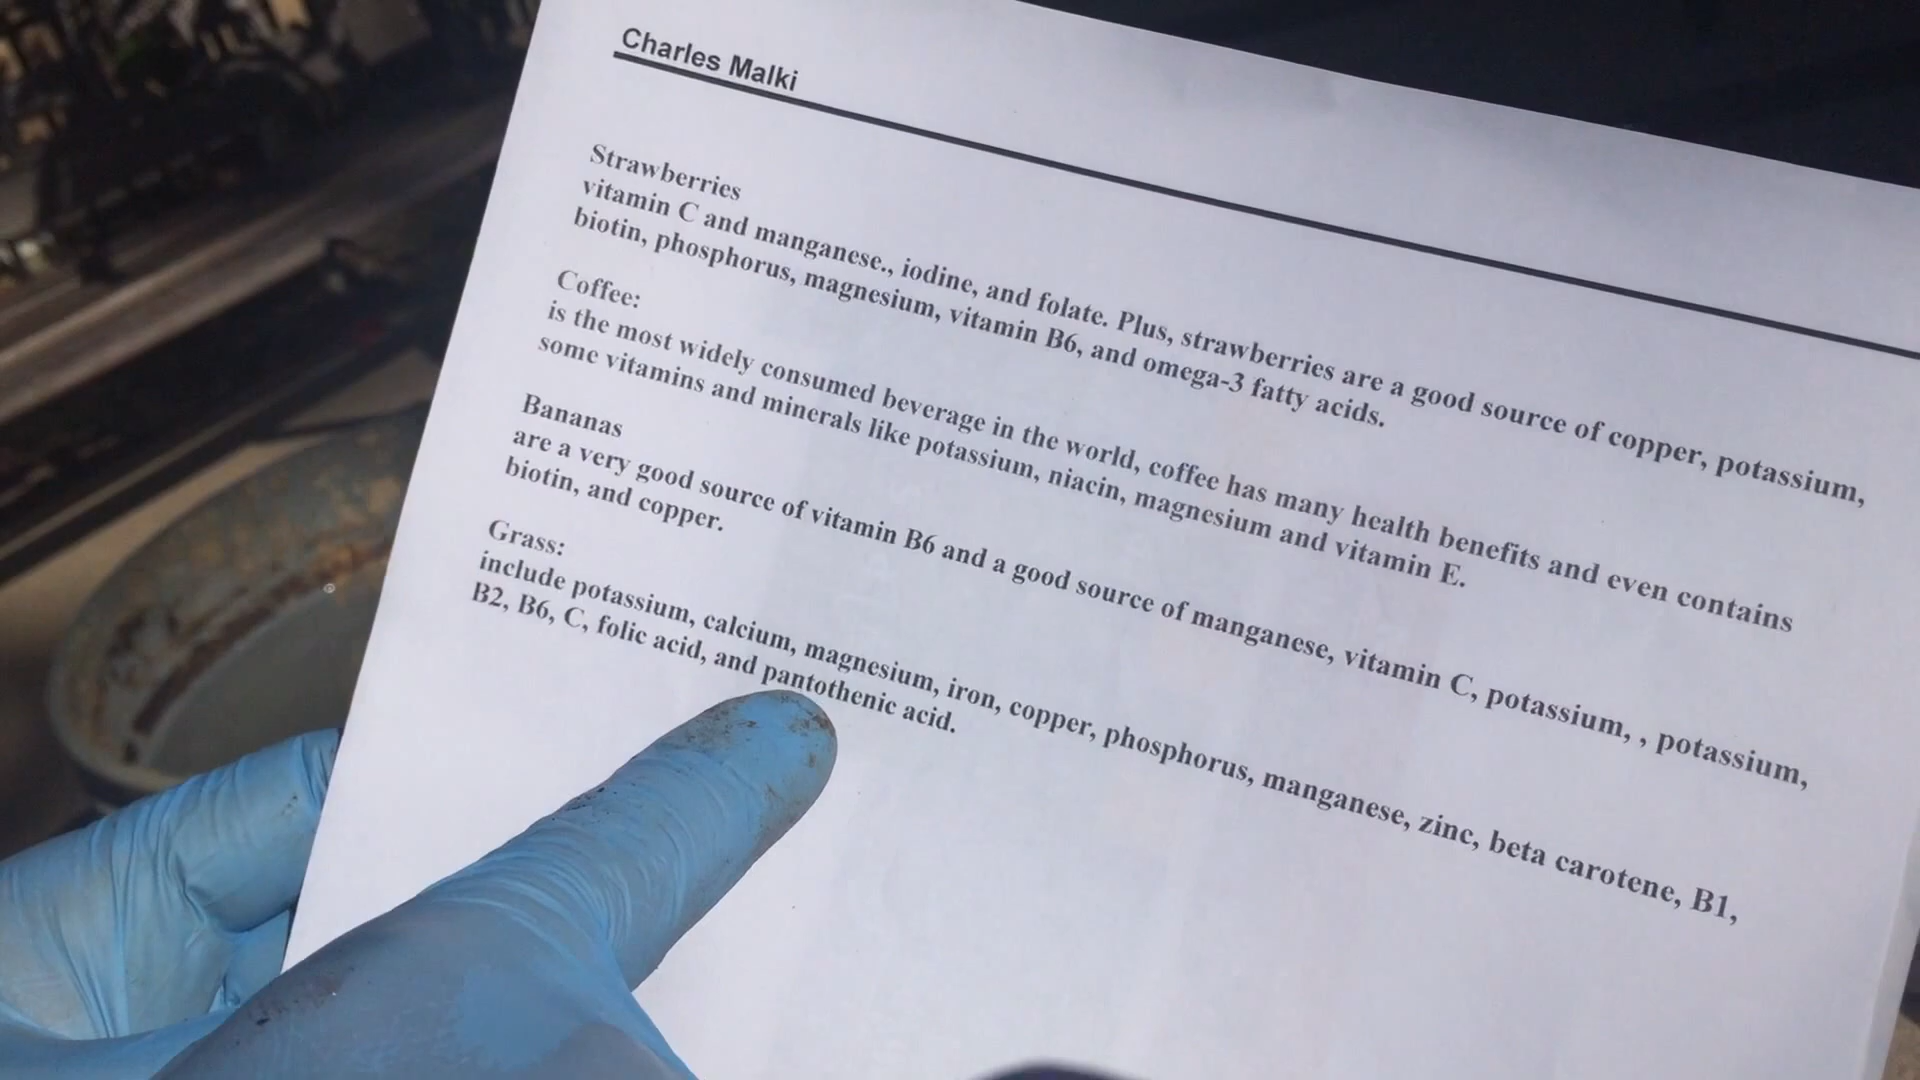 Charles Malki
Strawberries
vitamin C and manganese., iodine, and folate. Plus, strawberries are a good source of copper, potassium,
biotin, phosphorus, magnesium, vitamin B6, and omega-3 fatty acids.
Coffee:
is the most widely consumed beverage in the world, coffee has many health benefits and even contains
some vitamins and minerals like potassium, niacin, magnesium and vitamin E.
Bananas
are a very good source of vitamin B6 and a good source of manganese, vitamin C, potassium, , potassium,
biotin, and copper.
Grass:
include potassium, calcium, magnesium, iron, copper, phosphorus, manganese, zinc, beta carotene, B1,
B2, B6, C, folic acid, and pantothenic acid.